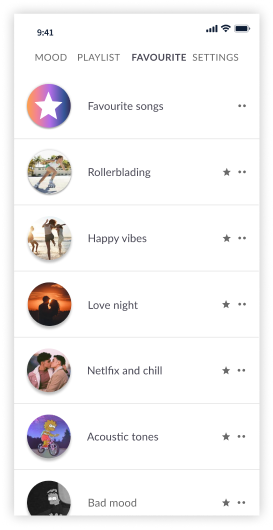 9:41
MOOD PLAYLIST FAVOURITE SETTINGS
Favourite songs
Rollerblading
Happy vibes
Love night
Netlfix and chill
Acoustic tones
Bad mood